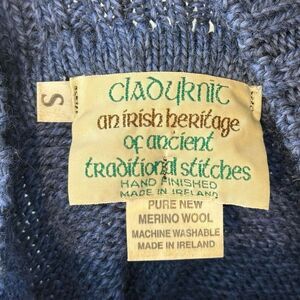 S
cladyknit
an irish heritage
of ancient
traditional stitches
HAND FINISHED
MADE IN IRELAND
PURE NEW
MERINO WOOL
MACHINE WASHABLE
MADE IN IRELAND